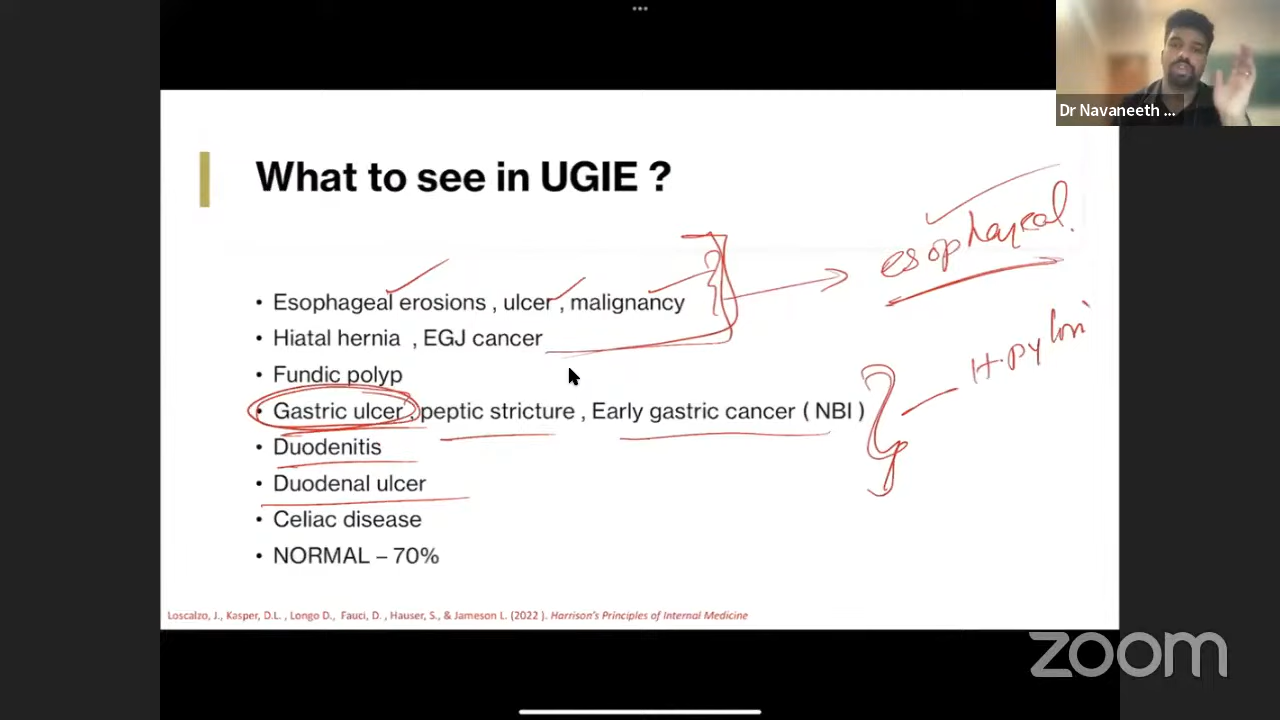 Dr Navaneeth ...
What to see in UGIE ?
esophageal.
• Esophageal erosions , ulcer , malignancy
• Hiatal hernia , EGJ cancer
H.pylori
• Fundic polyp
• Gastric ulcer , peptic stricture , Early gastric cancer ( NBI )
• Duodenitis
• Duodenal ulcer
• Celiac disease
• NORMAL – 70%
Loscalzo, J., Kasper, D.L. , Longo D., Fauci, D. , Hauser, S., & Jameson L. (2022 ). Harrison's Principles of Internal Medicine
zoom